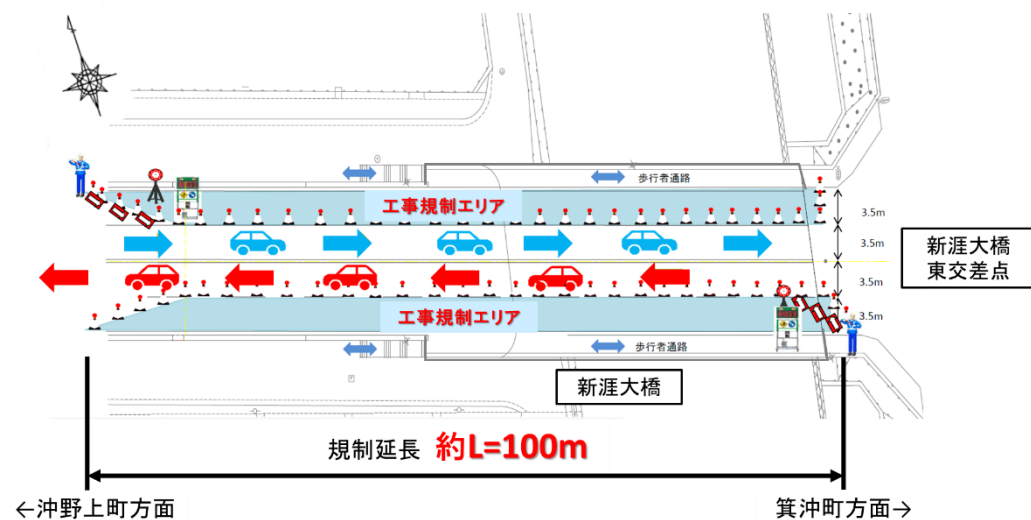 歩行者通路
工事規制エリア
3.5m
3.5m
新涯大橋
東交差点
3.5m
3.5m
工事規制エリア
歩行者通路
新涯大橋
規制延長 約L=100m
←沖野上町方面
箕沖町方面→